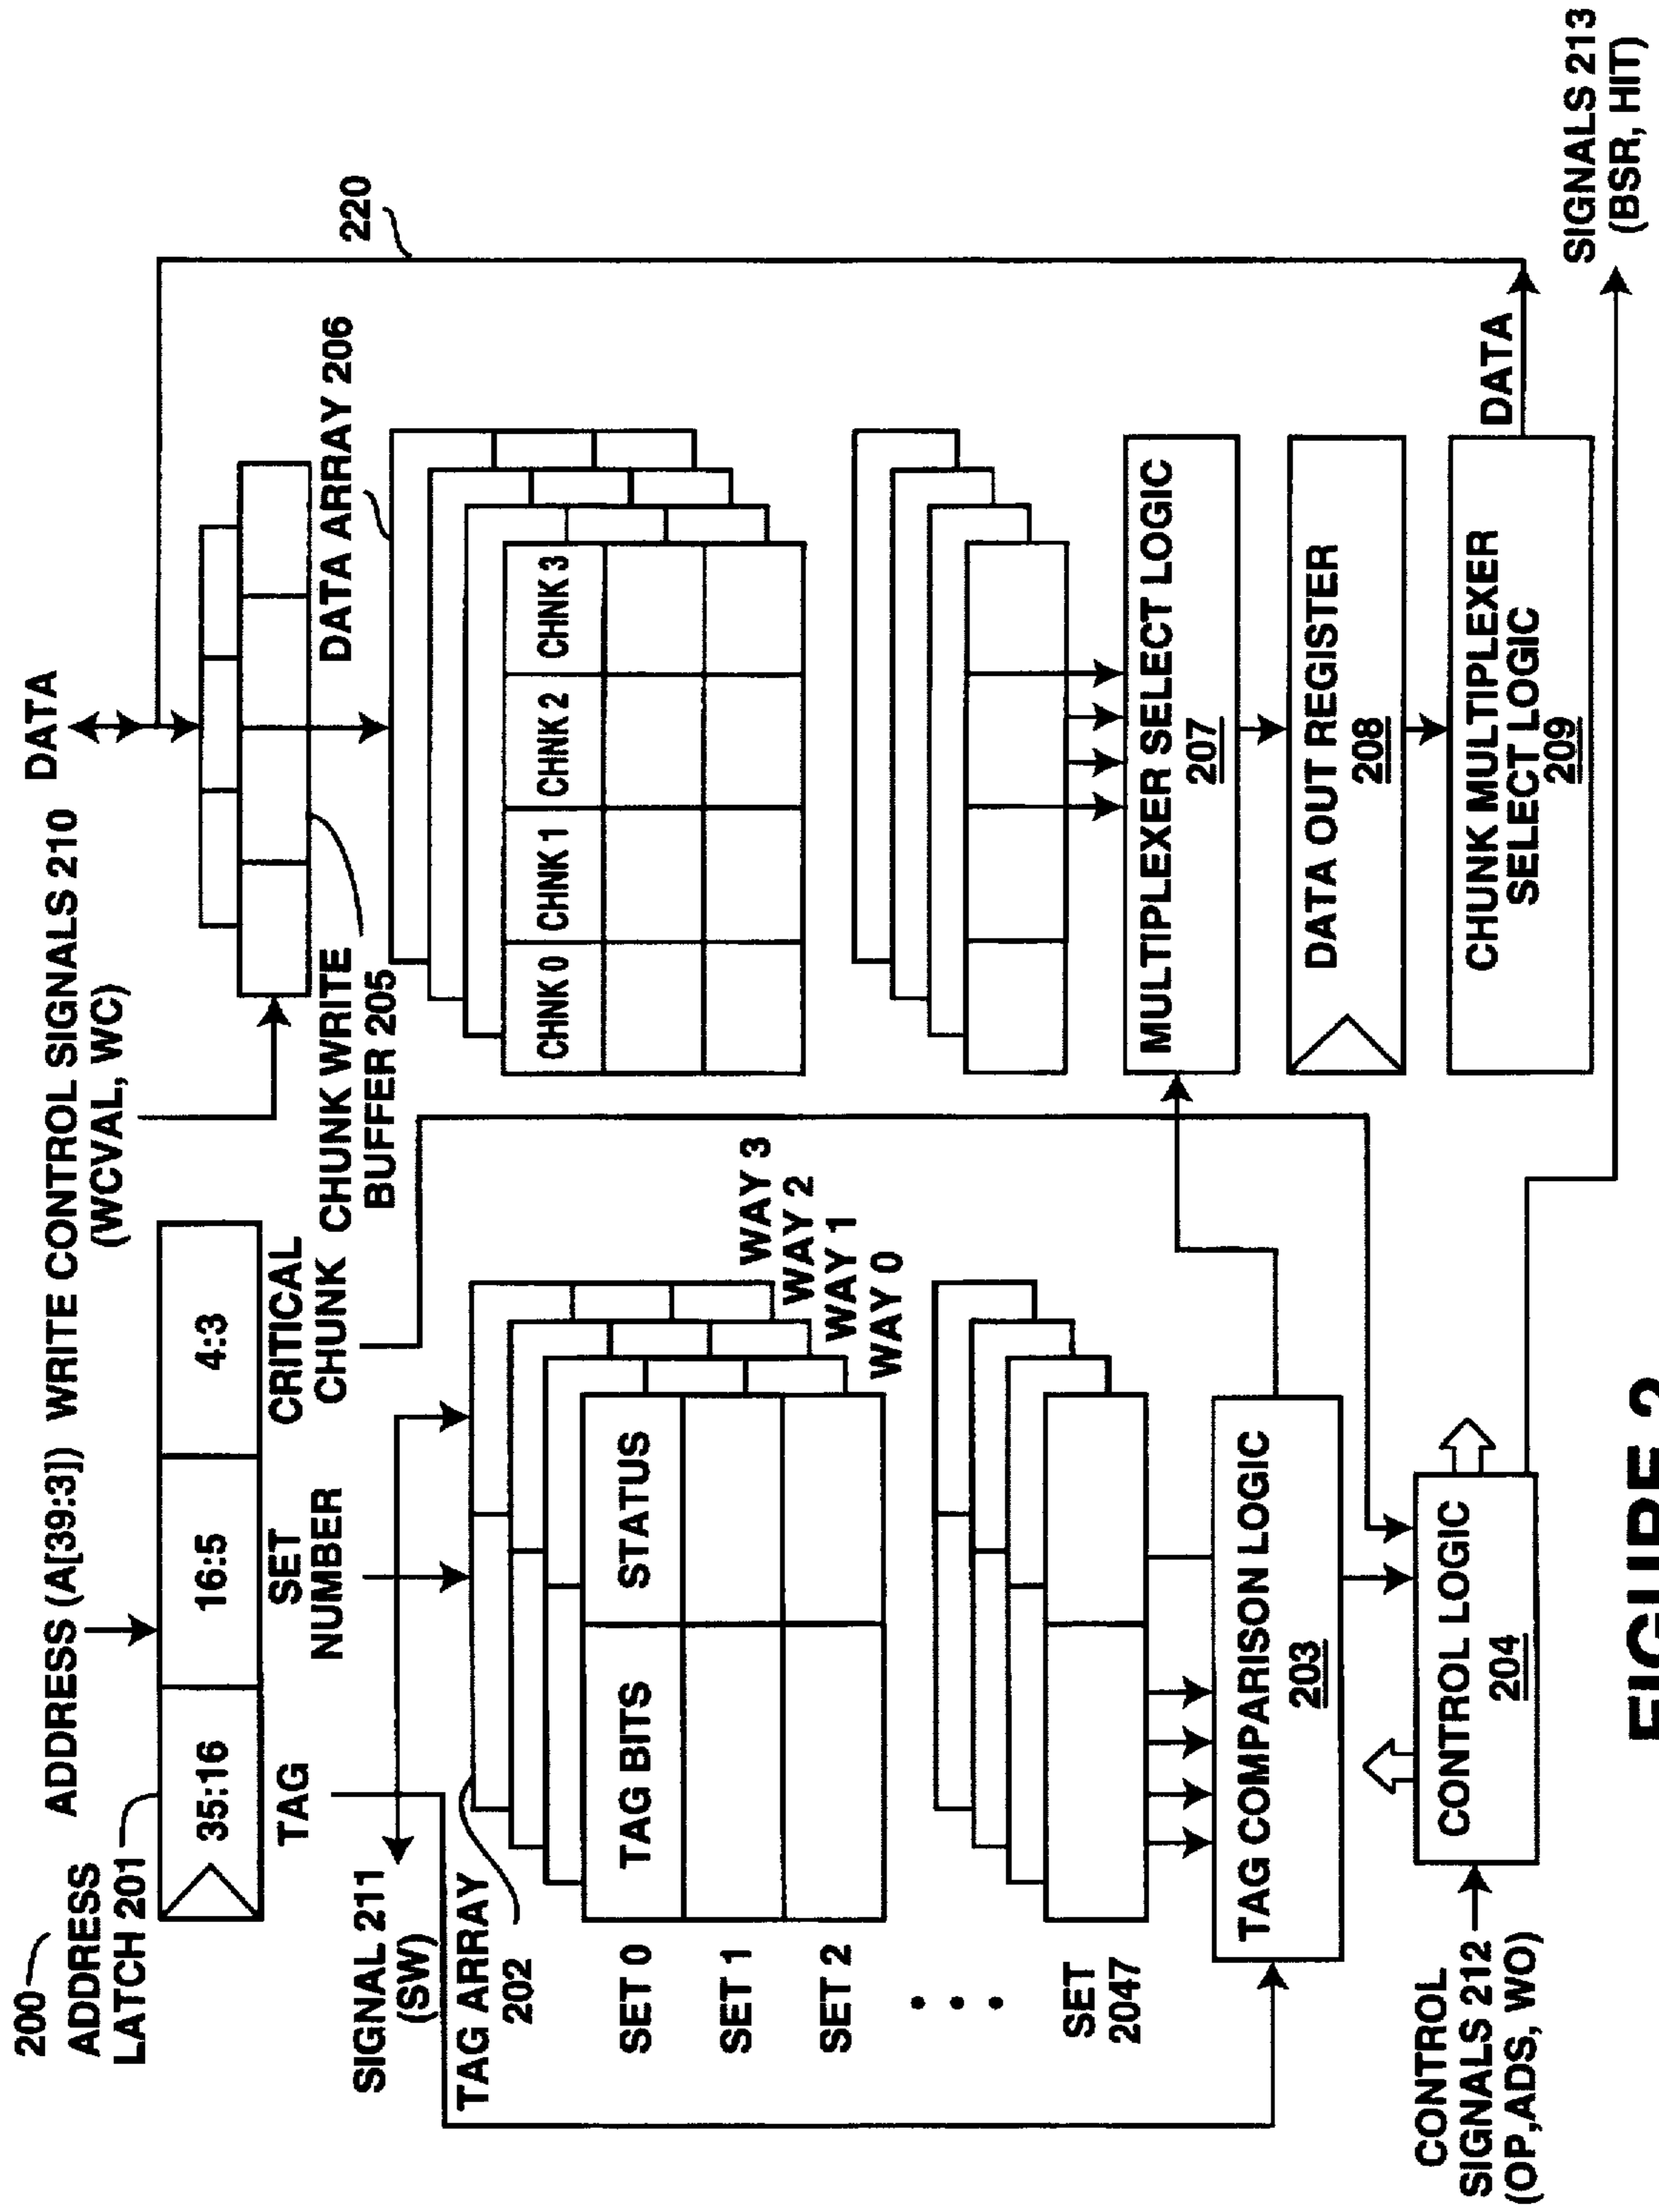 200
ADDRESS
LATCH 201
ADDRESS (A[39:3])
WRITE CONTROL SIGNALS 210
(WCVAL, WC)
DATA
35:16
16:5
4:3
TAG
SET
NUMBER
CRITICAL
CHUNK
CHUNK WRITE
BUFFER 205
DATA ARRAY 206
220
SIGNAL 211
(SW)
TAG ARRAY
202
WAY 3
WAY 2
WAY 1
WAY 0
TAG BITS
STATUS
CHNK 0
CHNK 1
CHNK 2
CHNK 3
SET 0
SET 1
SET 2
SET
2047
TAG COMPARISON LOGIC
203
MULTIPLEXER SELECT LOGIC
207
DATA OUT REGISTER
208
CHUNK MULTIPLEXER
SELECT LOGIC
209
DATA
CONTROL
SIGNALS 212
(OP,ADS, WO)
CONTROL LOGIC
204
SIGNALS 213
(BSR, HIT)
FIGURE 2